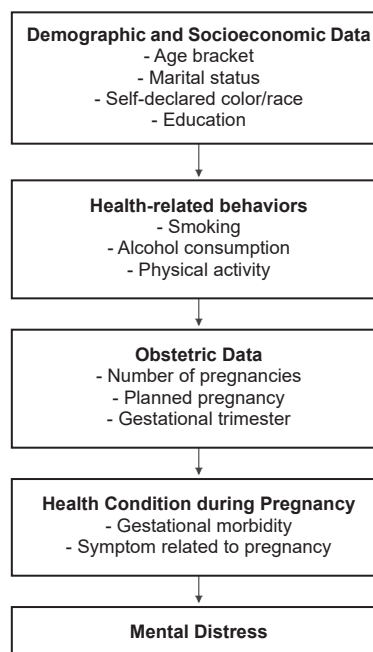 Demographic and Socioeconomic Data
- Age bracket
- Marital status
- Self-declared color/race
- Education
Health-related behaviors
- Smoking
- Alcohol consumption
- Physical activity
Obstetric Data
- Number of pregnancies
- Planned pregnancy
- Gestational trimester
Health Condition during Pregnancy
- Gestational morbidity
- Symptom related to pregnancy
Mental Distress